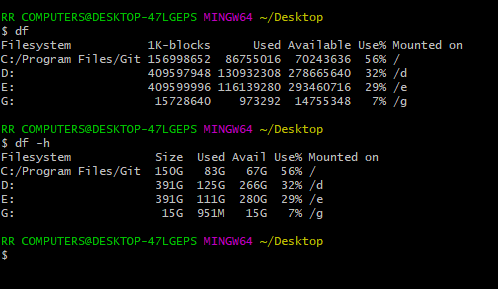 RR COMPUTERS@DESKTOP-47LGEPS MINGW64 ~/Desktop
$ df
Filesystem 1K-blocks Used Available Use% Mounted on
C:/Program Files/Git 156998652 86755016 70243636 56% /
D: 409597948 130932308 278665640 32% /d
E: 409599996 116139280 293460716 29% /e
G: 15728640 973292 14755348 7% /g
RR COMPUTERS@DESKTOP-47LGEPS MINGW64 ~/Desktop
$ df -h
Filesystem Size Used Avail Use% Mounted on
C:/Program Files/Git 150G 83G 67G 56% /
D: 391G 125G 266G 32% /d
E: 391G 111G 280G 29% /e
G: 15G 951M 15G 7% /g
RR COMPUTERS@DESKTOP-47LGEPS MINGW64 ~/Desktop
$